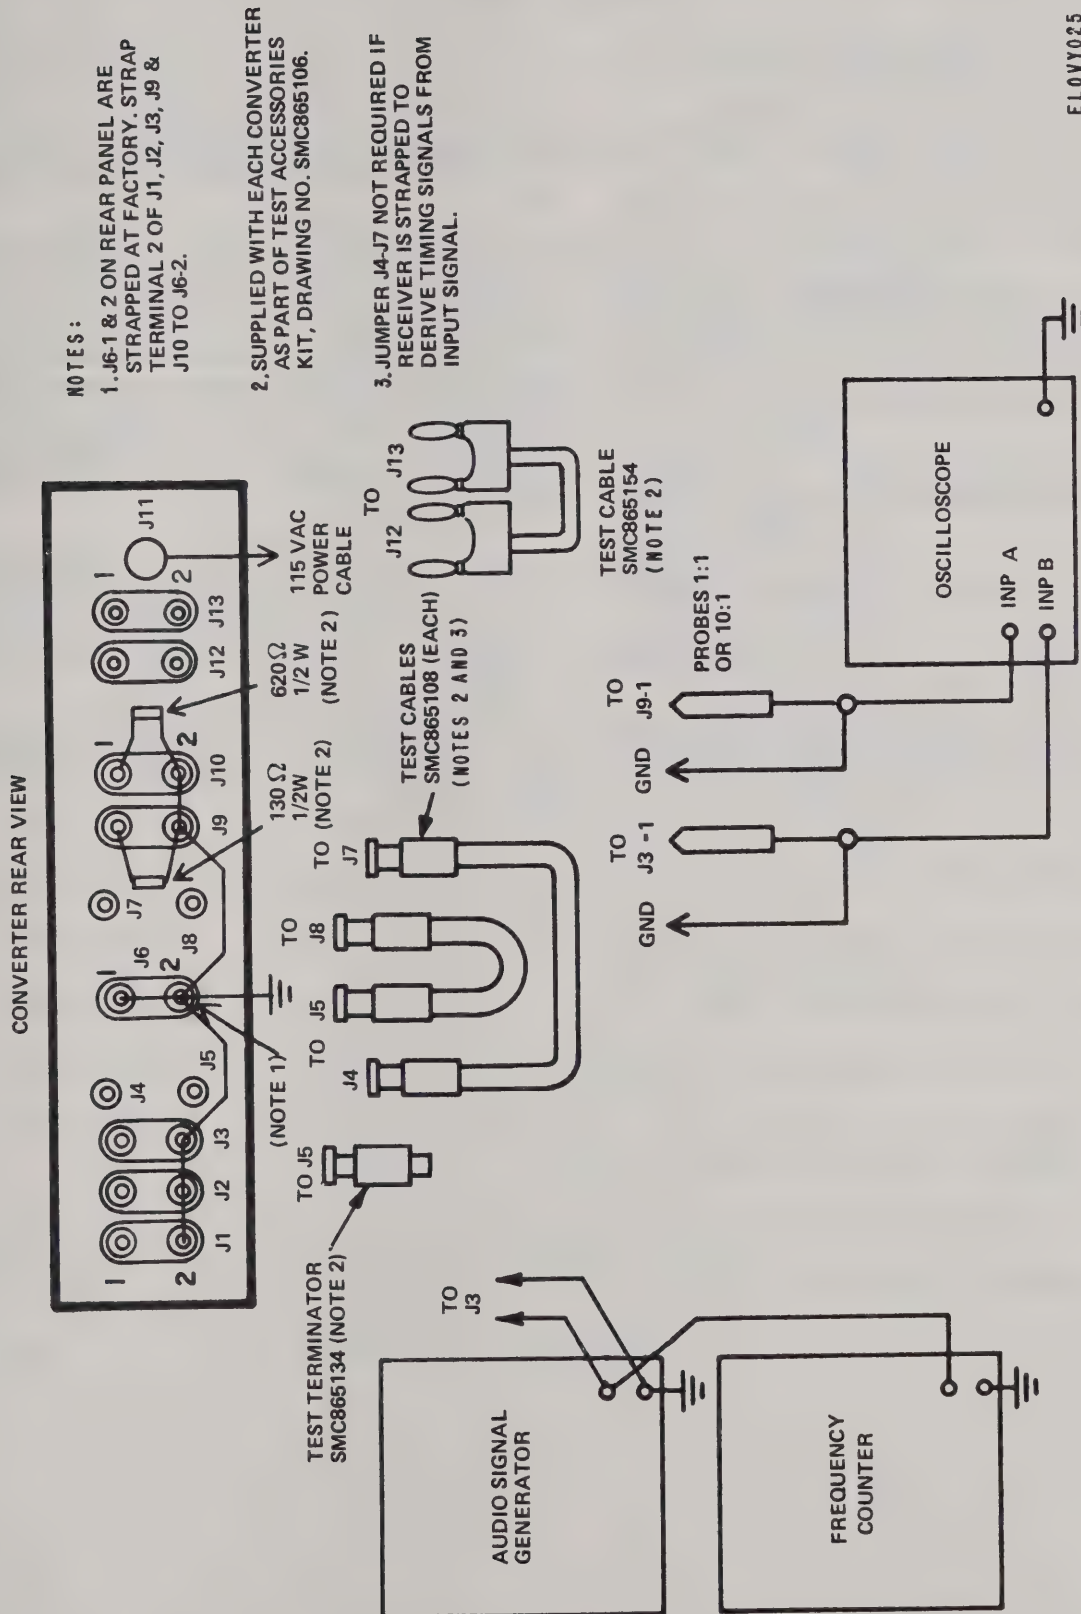 CONVERTER REAR VIEW
1
2
J1
J2
J3
J4
J5
1
J6
2
J8
J7
J9
1
2
J10
J12
J13
1
2
J11
(NOTE 1)
130 Ω
1/2W
(NOTE 2)
620 Ω
1/2 W
(NOTE 2)
115 VAC
POWER
CABLE
NOTES:
1. J6-1 & 2 ON REAR PANEL ARE
STRAPPED AT FACTORY. STRAP
TERMINAL 2 OF J1, J2, J3, J9 &
J10 TO J6-2.
2. SUPPLIED WITH EACH CONVERTER
AS PART OF TEST ACCESSORIES
KIT, DRAWING NO. SMC865106.
3. JUMPER J4-J7 NOT REQUIRED IF
RECEIVER IS STRAPPED TO
DERIVE TIMING SIGNALS FROM
INPUT SIGNAL.
TEST TERMINATOR
SMC865134 (NOTE 2)
TO J5
TO
J4
J5
TO
J8
TO
J7
TEST CABLES
SMC865108 (EACH)
(NOTES 2 AND 3)
TO
J12
J13
TEST CABLE
SMC865154
(NOTE 2)
TO
J3
AUDIO SIGNAL
GENERATOR
FREQUENCY
COUNTER
GND
TO
J3 -1
GND
TO
J9-1
PROBES 1:1
OR 10:1
OSCILLOSCOPE
INP A
INP B
ELOVY025